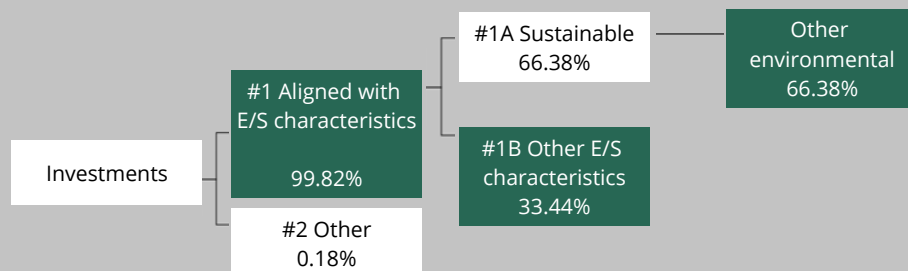 Investments
#1 Aligned with
E/S characteristics
99.82%
#2 Other
0.18%
#1A Sustainable
66.38%
#1B Other E/S
characteristics
33.44%
Other
environmental
66.38%